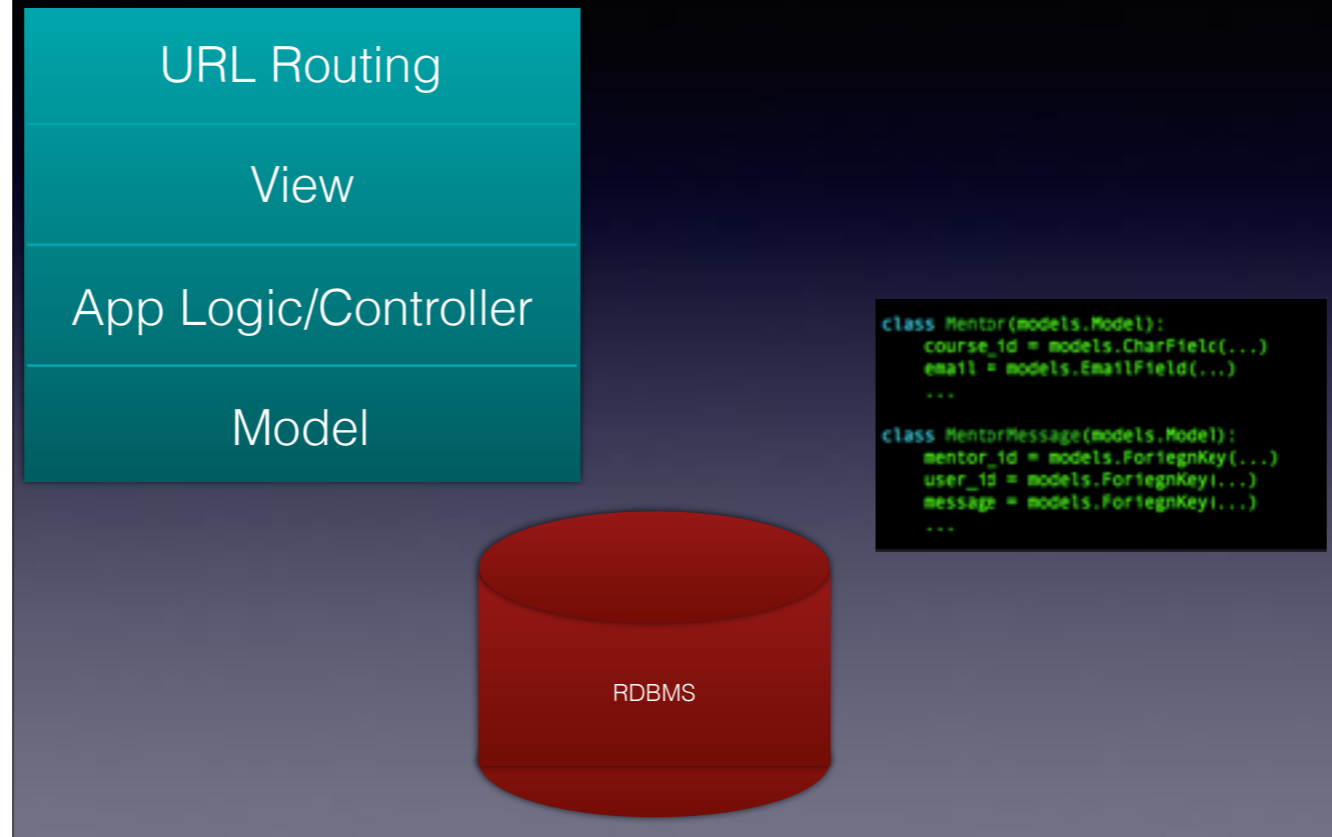 URL Routing
View
App Logic/Controller
Model
class Mentor(models.Model):
    course_id = models.CharField(...)
    email = models.EmailField(...)
    ...
class MentorMessage(models.Model):
    mentor_id = models.ForiegnKey(...)
    user_id = models.ForiegnKey(...)
    message = models.ForiegnKey(...)
    ...
RDBMS